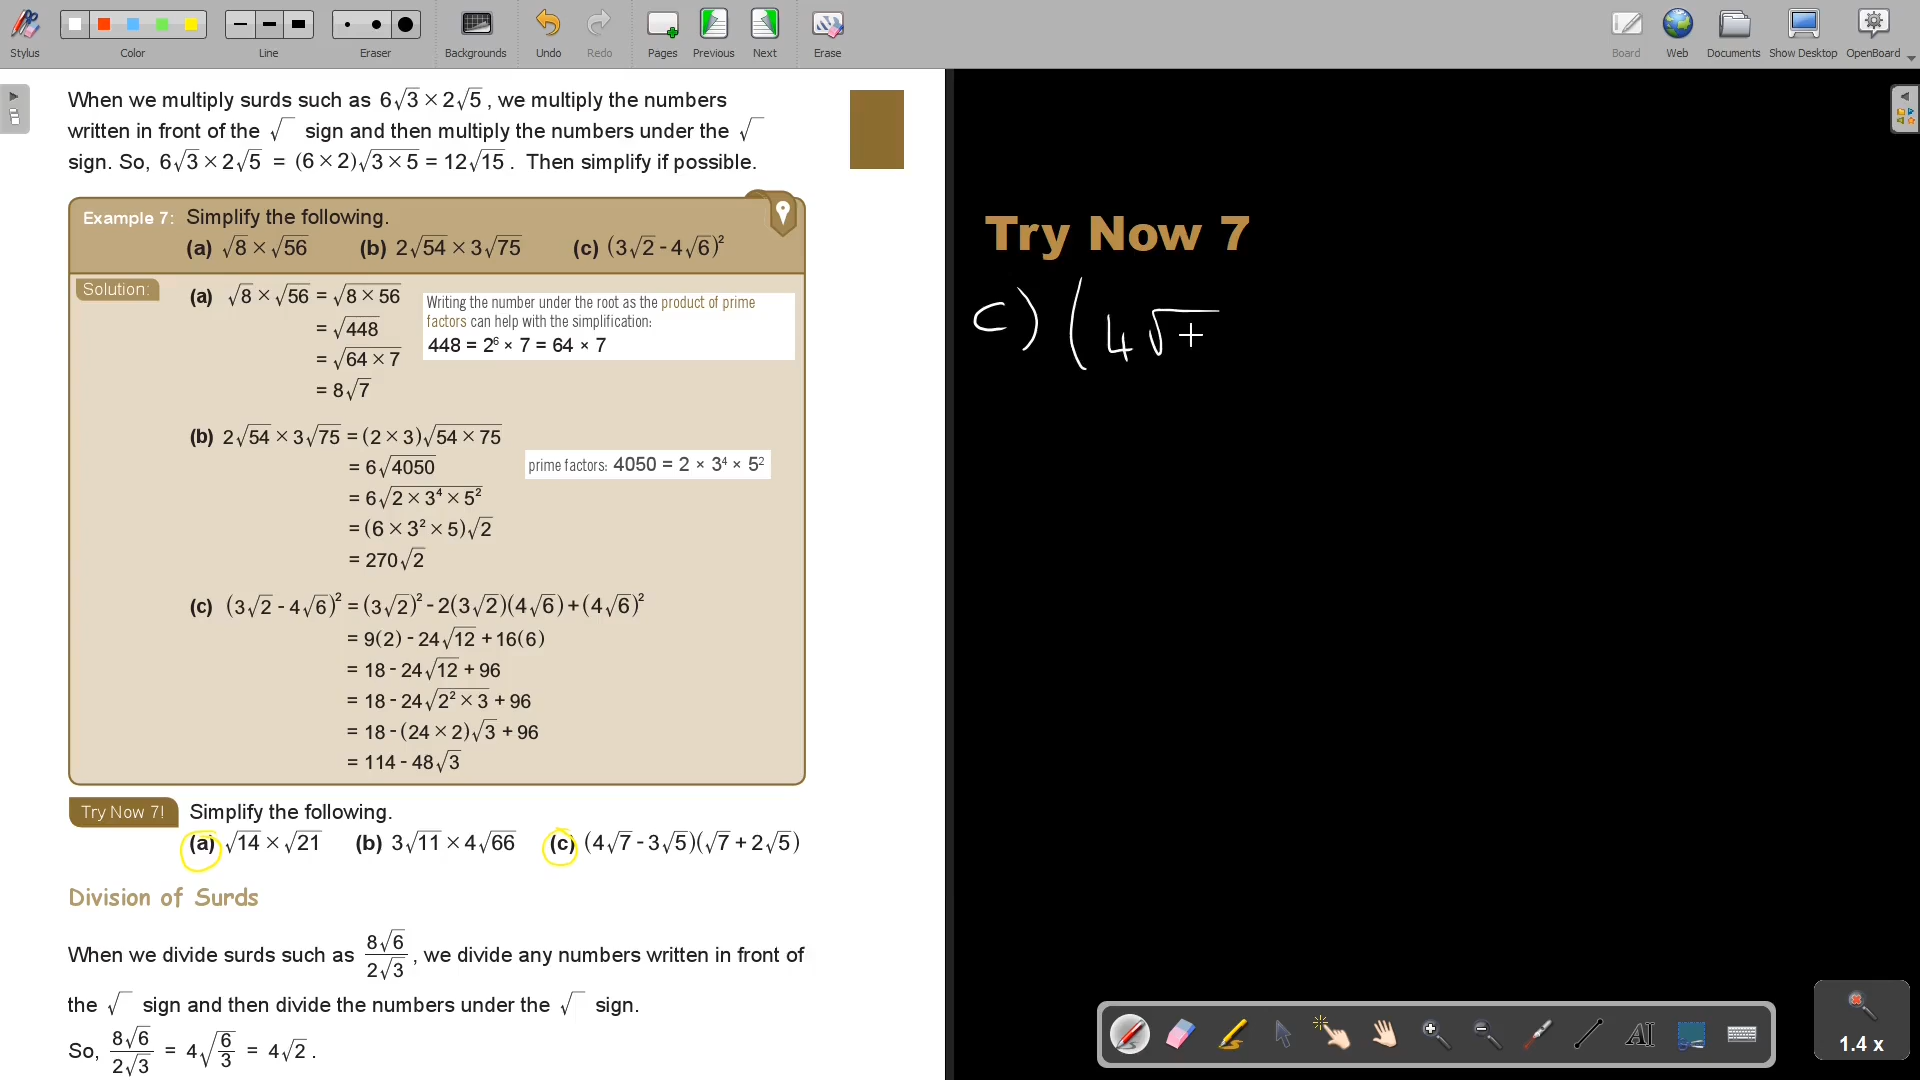 Stylus Color Line Eraser Backgrounds Undo Redo Pages Previous Next Erase Board Web Documents Show Desktop OpenBoard
When we multiply surds such as 6√3 × 2√5, we multiply the numbers
written in front of the √ sign and then multiply the numbers under the √
sign. So, 6√3 × 2√5 = (6 × 2)√(3 × 5) = 12√15. Then simplify if possible.
Example 7: Simplify the following.
(a) √8 × √56 (b) 2√54 × 3√75 (c) (3√2 - 4√6)²
Solution:
(a) √8 × √56 = √(8 × 56)
= √448
= √(64 × 7)
= 8√7
Writing the number under the root as the product of prime
factors can help with the simplification:
448 = 2⁶ × 7 = 64 × 7
(b) 2√54 × 3√75 = (2 × 3)√(54 × 75)
= 6√4050
= 6√(2 × 3⁴ × 5²)
= (6 × 3² × 5)√2
= 270√2
prime factors: 4050 = 2 × 3⁴ × 5²
(c) (3√2 - 4√6)² = (3√2)² - 2(3√2)(4√6) + (4√6)²
= 9(2) - 24√12 + 16(6)
= 18 - 24√12 + 96
= 18 - 24√(2² × 3) + 96
= 18 - (24 × 2)√3 + 96
= 114 - 48√3
Try Now 7! Simplify the following.
(a) √14 × √21 (b) 3√11 × 4√66 (c) (4√7 - 3√5)(√7 + 2√5)
Division of Surds
When we divide surds such as 8√6/2√3, we divide any numbers written in front of
the √ sign and then divide the numbers under the √ sign.
So, 8√6/2√3 = 4√(6/3) = 4√2.
Try Now 7
c) (4√
AI
1.4 x